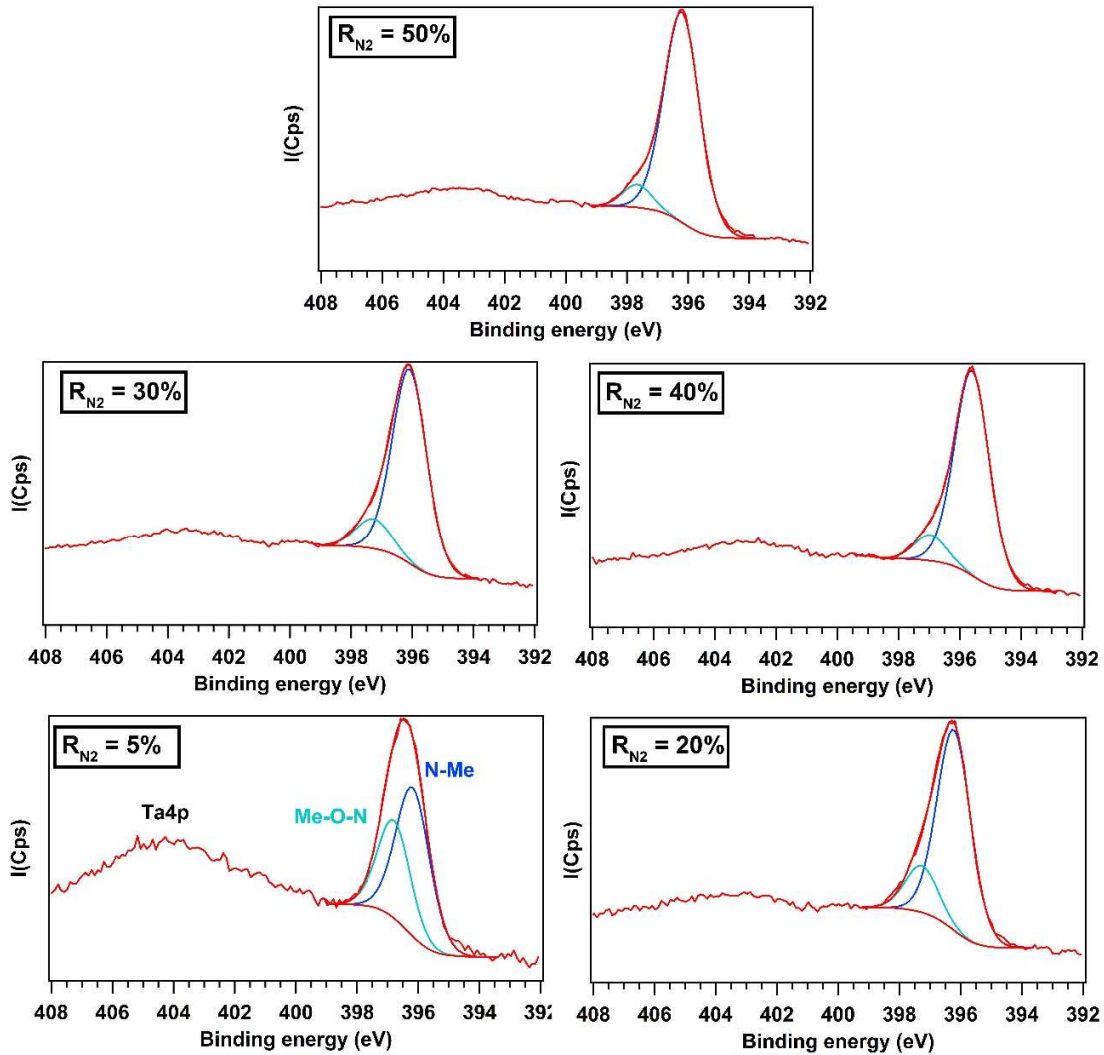 R_N2 = 50%
I(Cps)
408 406 404 402 400 398 396 394 392
Binding energy (eV)
R_N2 = 30%
I(Cps)
408 406 404 402 400 398 396 394 392
Binding energy (eV)
R_N2 = 40%
I(Cps)
408 406 404 402 400 398 396 394 392
Binding energy (eV)
R_N2 = 5%
N-Me
Ta4p
Me-O-N
I(Cps)
408 406 404 402 400 398 396 394 392
Binding energy (eV)
R_N2 = 20%
I(Cps)
408 406 404 402 400 398 396 394 392
Binding energy (eV)